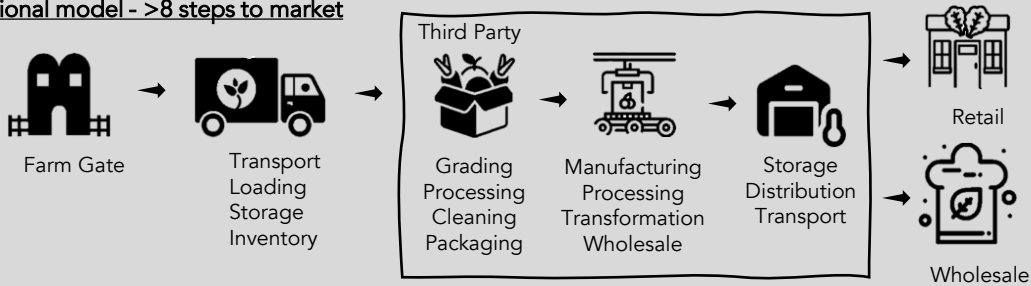 ional model - >8 steps to market
Third Party
Farm Gate
Transport
Loading
Storage
Inventory
Grading
Processing
Cleaning
Packaging
Manufacturing
Processing
Transformation
Wholesale
Storage
Distribution
Transport
Retail
Wholesale